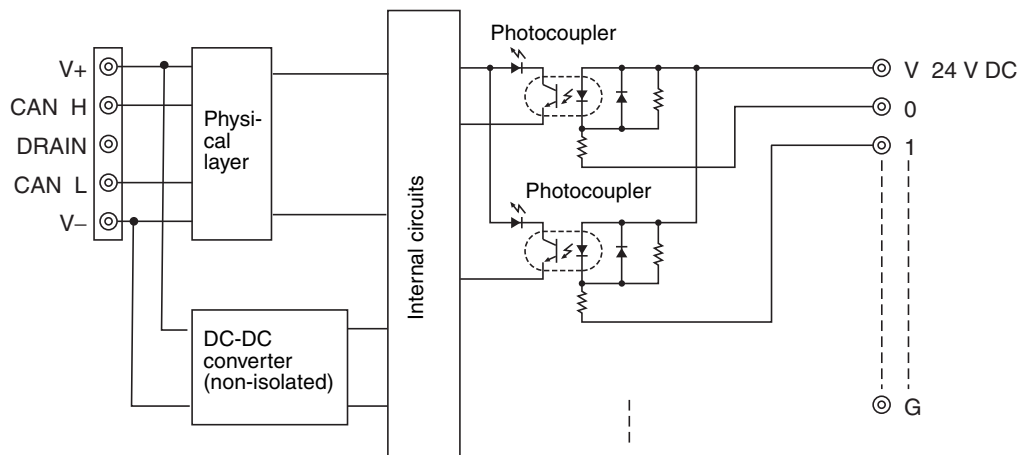 V+
CAN H
DRAIN
CAN L
V–
Physi-
cal
layer
DC-DC
converter
(non-isolated)
Internal circuits
Photocoupler
Photocoupler
V 24 V DC
0
1
G